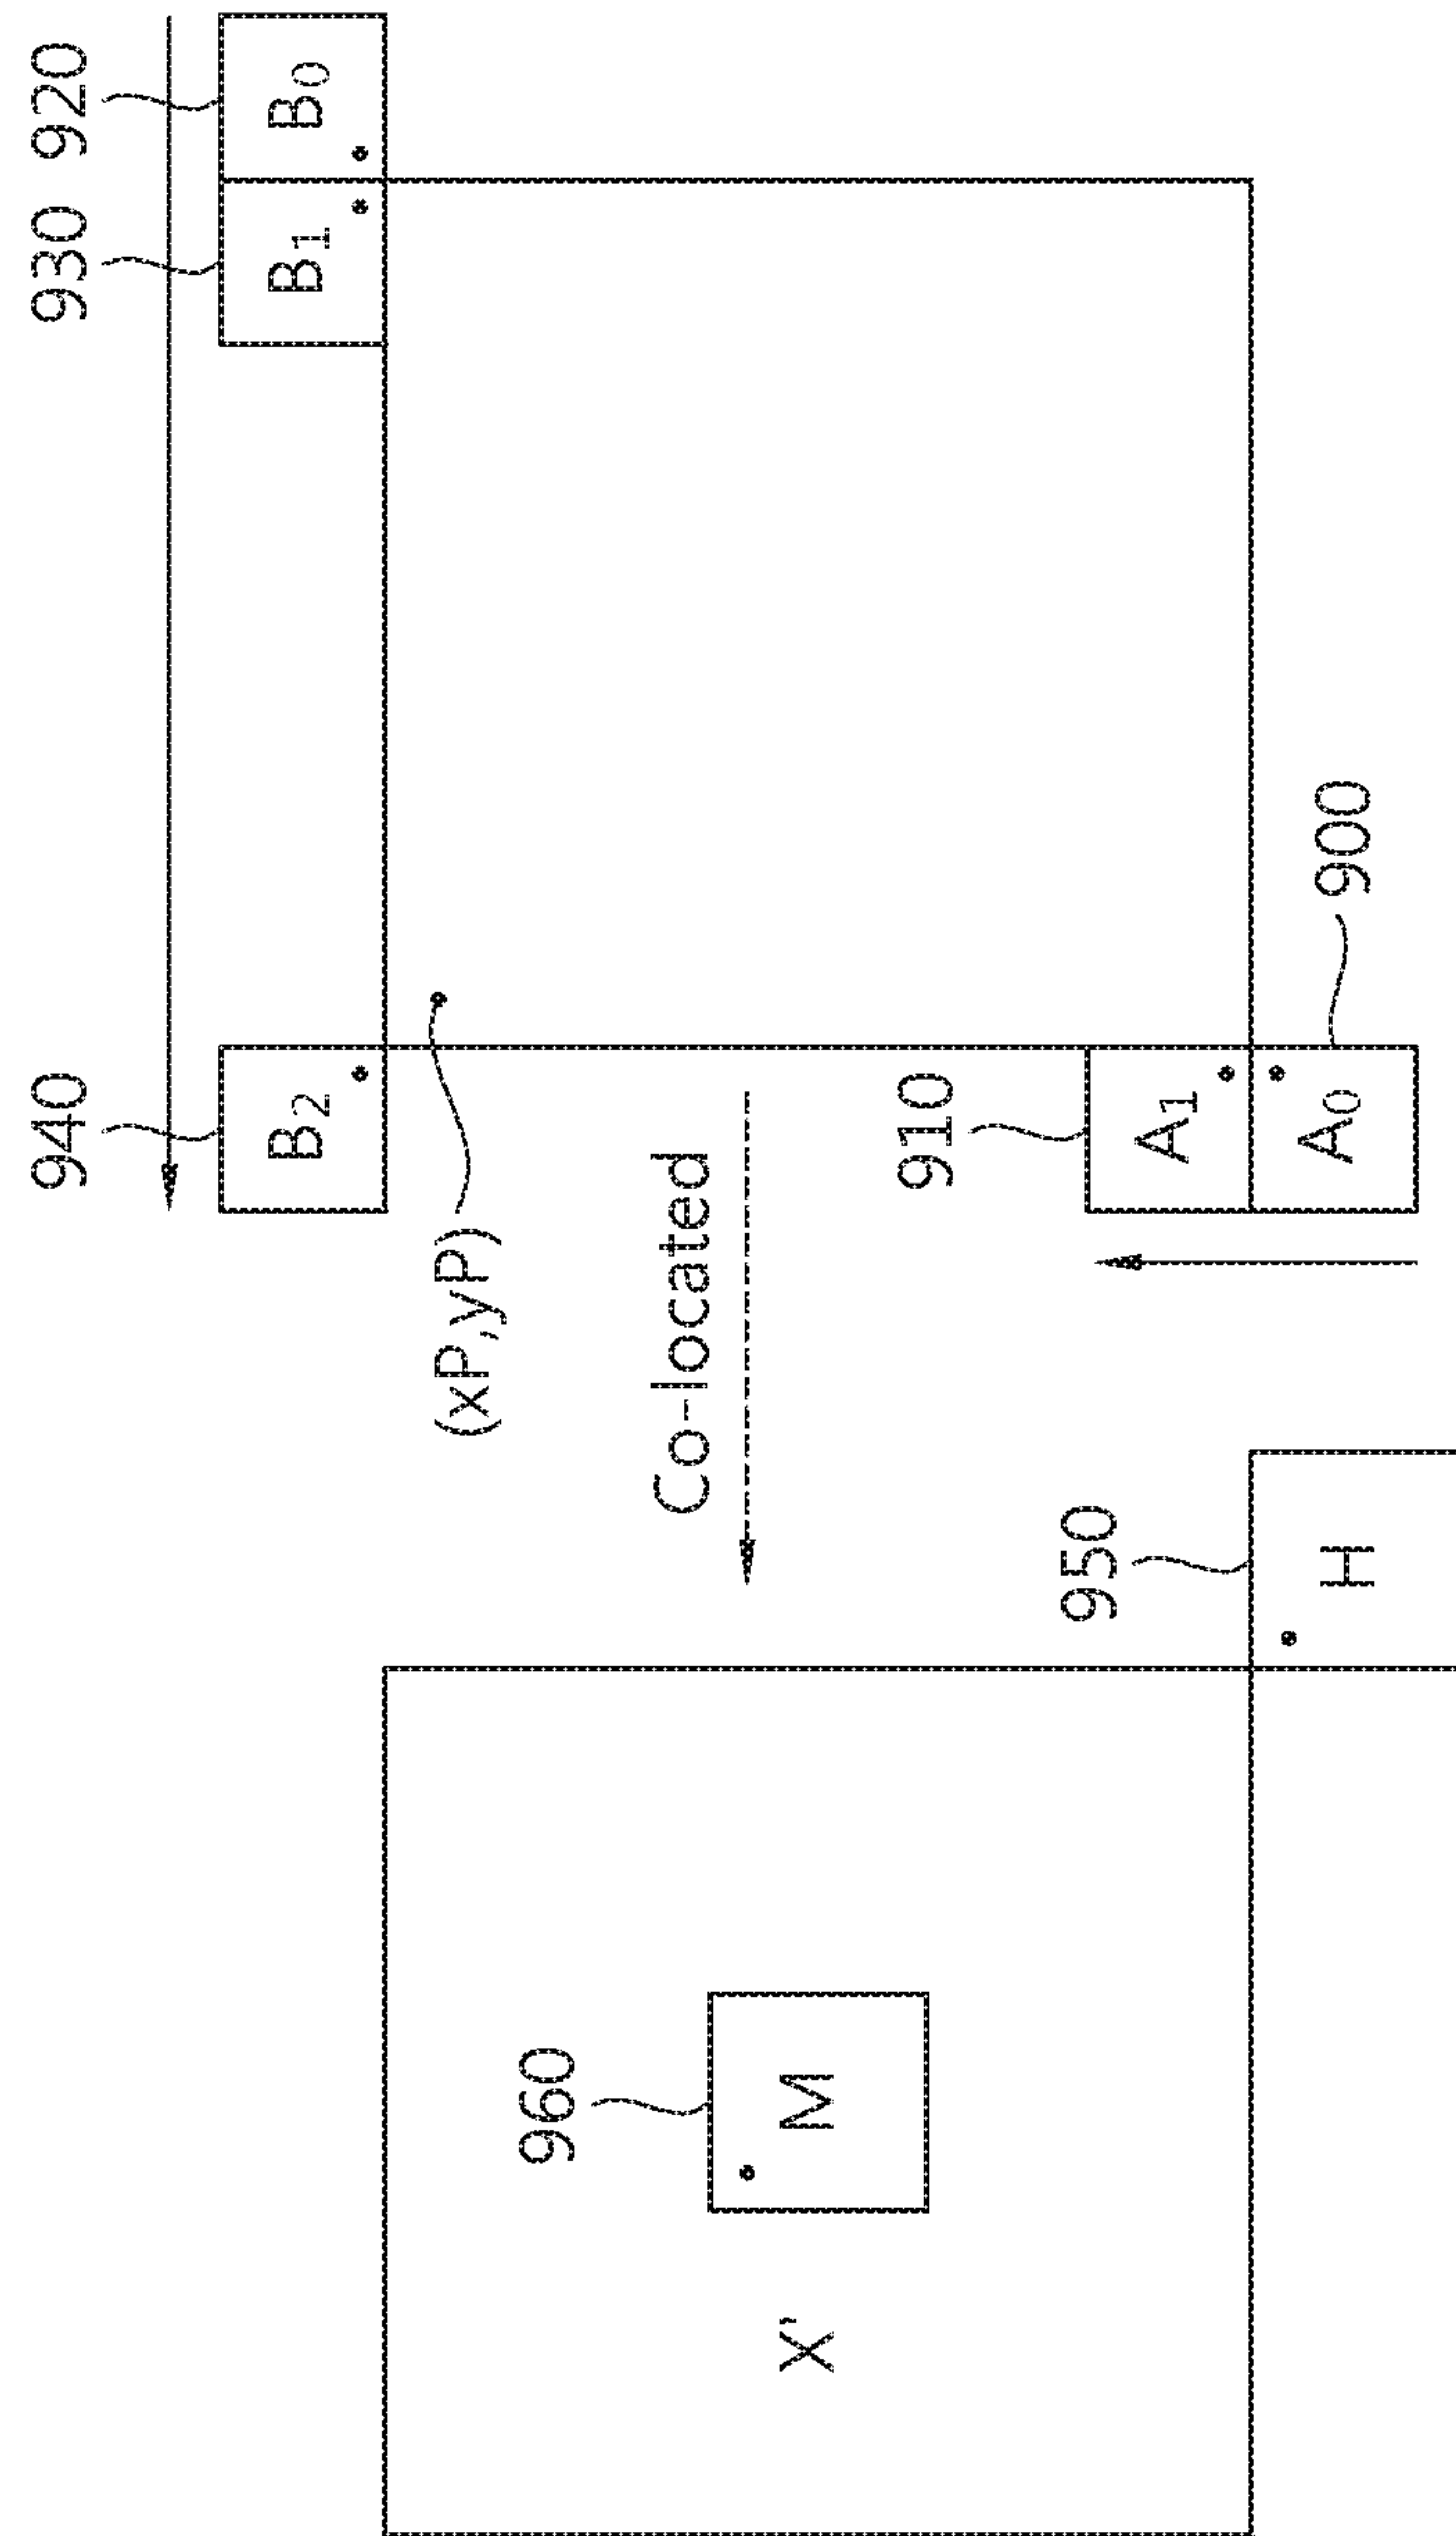 940 930 920
B2 B1 B0
(xP,yP)
960
Co-located
X' M
910
950
A1
H A0 900